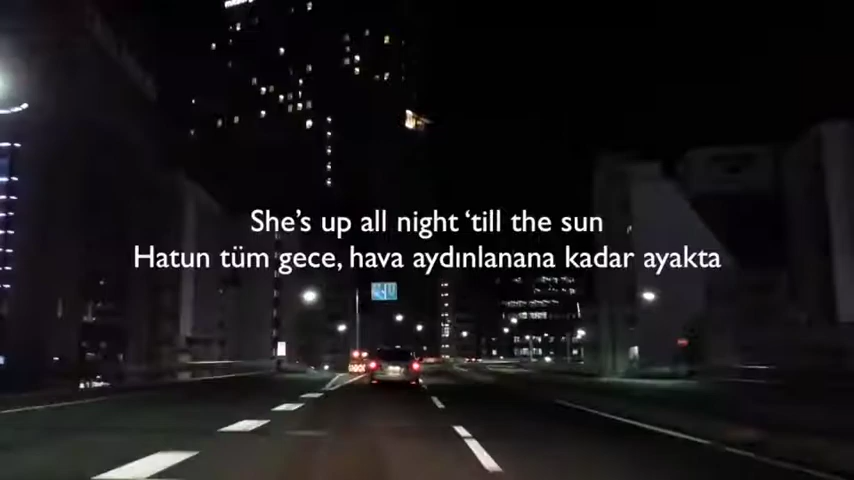 She's up all night 'till the sun
Hatun tüm gece, hava aydınlanana kadar ayakta